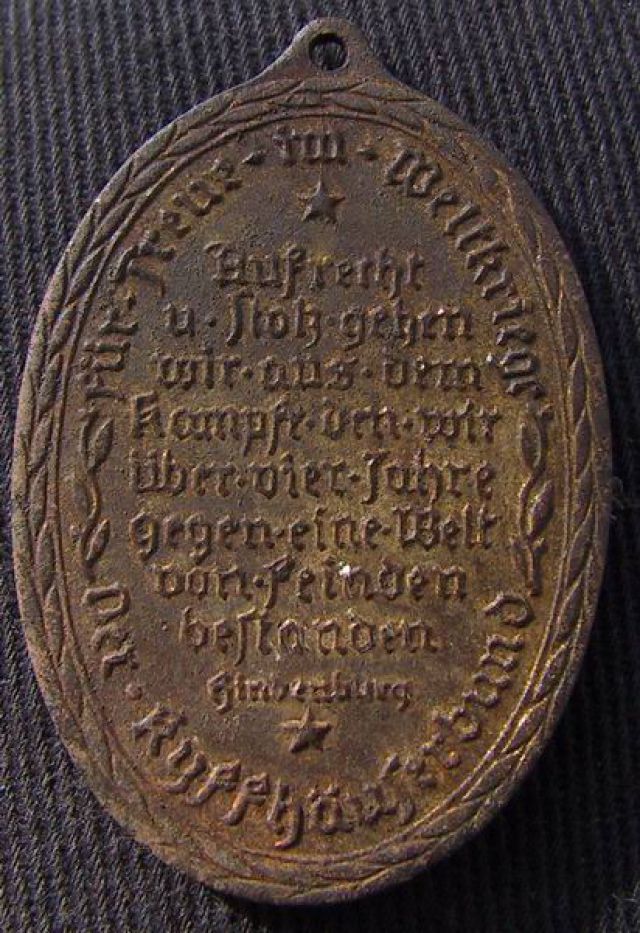 Für · Treue · im · Weltkriege
Aufrecht
u · stolz · gehen
wir · aus · dem
Kampfe · den · wir
über · vier · Jahre
gegen · eine · Welt
von · Feinden
bestanden
Hindenburg
Der · Kyffhäuserbund